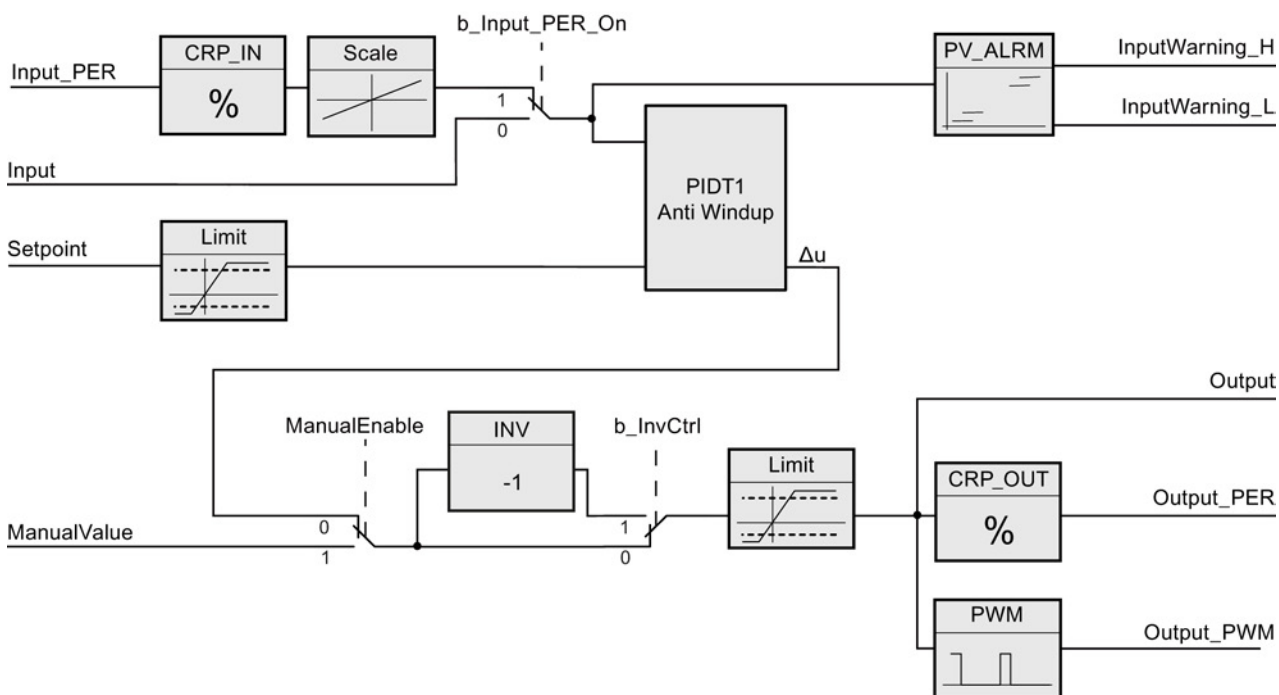 b_Input_PER_On
CRP_IN
Scale
PV_ALRM
InputWarning_H
Input_PER
%
1
0
InputWarning_L
Input
PIDT1
Anti Windup
Setpoint
Limit
Δu
Output
ManualEnable
INV
b_InvCtrl
-1
Limit
CRP_OUT
0
1
Output_PER
ManualValue
1
0
%
PWM
Output_PWM